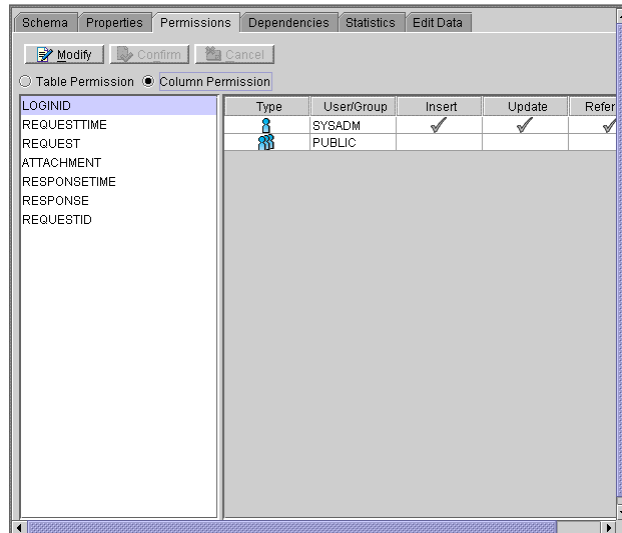 Schema Properties Permissions Dependencies Statistics Edit Data
Modify Confirm Cancel
Table Permission Column Permission
LOGINID
REQUESTTIME
REQUEST
ATTACHMENT
RESPONSETIME
RESPONSE
REQUESTID
Type User/Group Insert Update Refer
SYSADM
PUBLIC